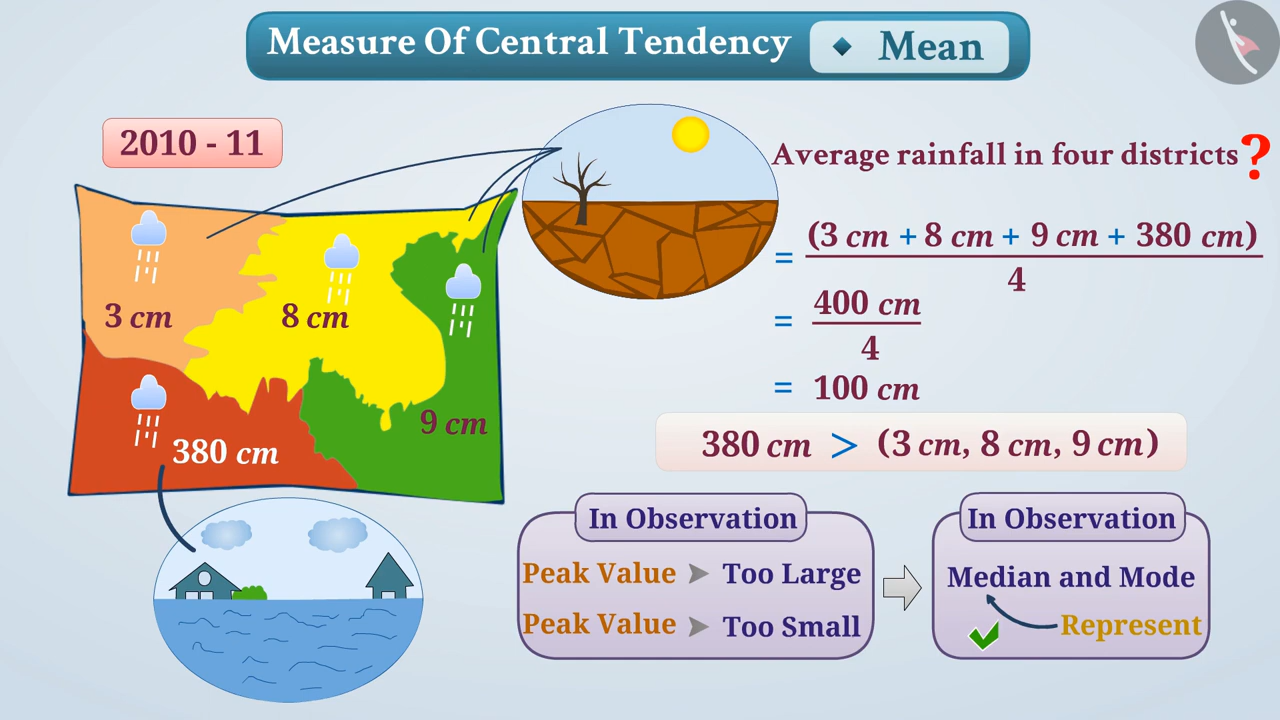 Measure Of Central Tendency
Mean
2010 - 11
3 cm
8 cm
9 cm
380 cm
Average rainfall in four districts?
= (3 cm + 8 cm + 9 cm + 380 cm)
4
= 400 cm
4
= 100 cm
380 cm > (3 cm, 8 cm, 9 cm)
In Observation
Peak Value ➤ Too Large
Peak Value ➤ Too Small
In Observation
Median and Mode
Represent